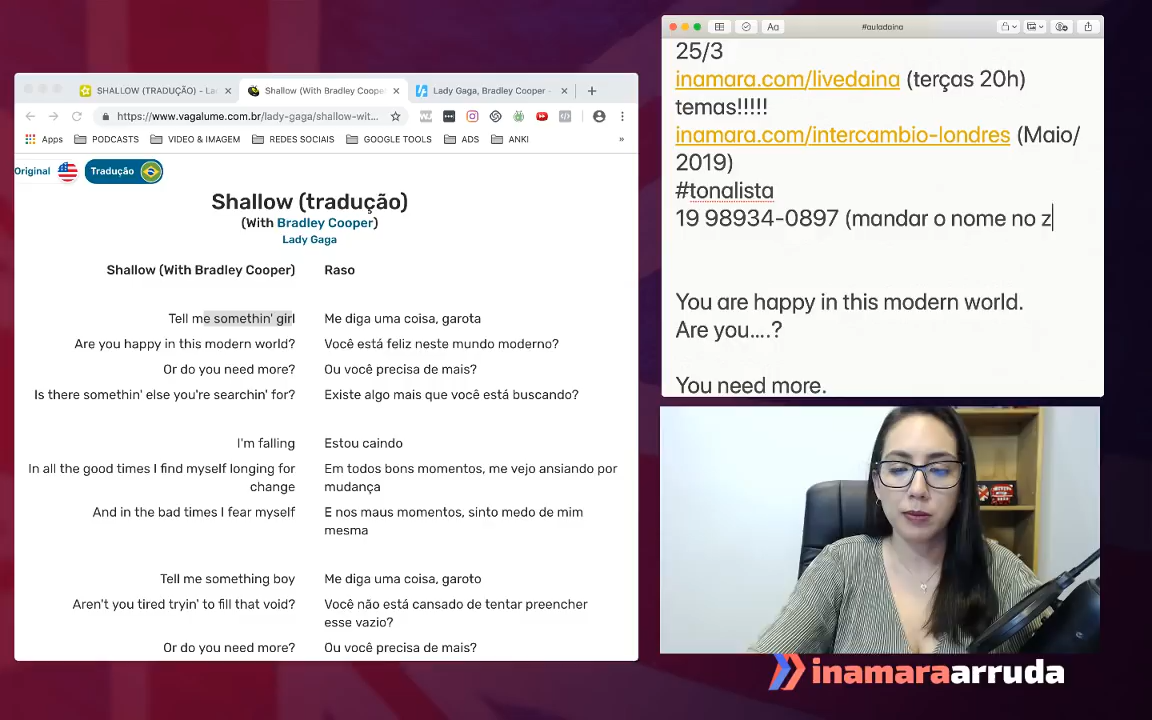 SHALLOW (TRADUÇÃO) - La
Shallow (With Bradley Coope
Lady Gaga, Bradley Cooper -
https://www.vagalume.com.br/lady-gaga/shallow-wit...
Apps PODCASTS VIDEO & IMAGEM REDES SOCIAIS GOOGLE TOOLS ADS ANKI »
Original Tradução
Shallow (tradução)
(With Bradley Cooper)
Lady Gaga
Shallow (With Bradley Cooper) Raso
Tell me somethin' girl Me diga uma coisa, garota
Are you happy in this modern world? Você está feliz neste mundo moderno?
Or do you need more? Ou você precisa de mais?
Is there somethin' else you're searchin' for? Existe algo mais que você está buscando?
I'm falling Estou caindo
In all the good times I find myself longing for Em todos bons momentos, me vejo ansiando por
change mudança
And in the bad times I fear myself E nos maus momentos, sinto medo de mim
mesma
Tell me something boy Me diga uma coisa, garoto
Aren't you tired tryin' to fill that void? Você não está cansado de tentar preencher
esse vazio?
Or do you need more? Ou você precisa de mais?
Aa #auladaina
25/3
inamara.com/livedaina (terças 20h)
temas!!!!!
inamara.com/intercambio-londres (Maio/
2019)
#tonalista
19 98934-0897 (mandar o nome no z
You are happy in this modern world.
Are you....?
You need more.
inamaraarruda